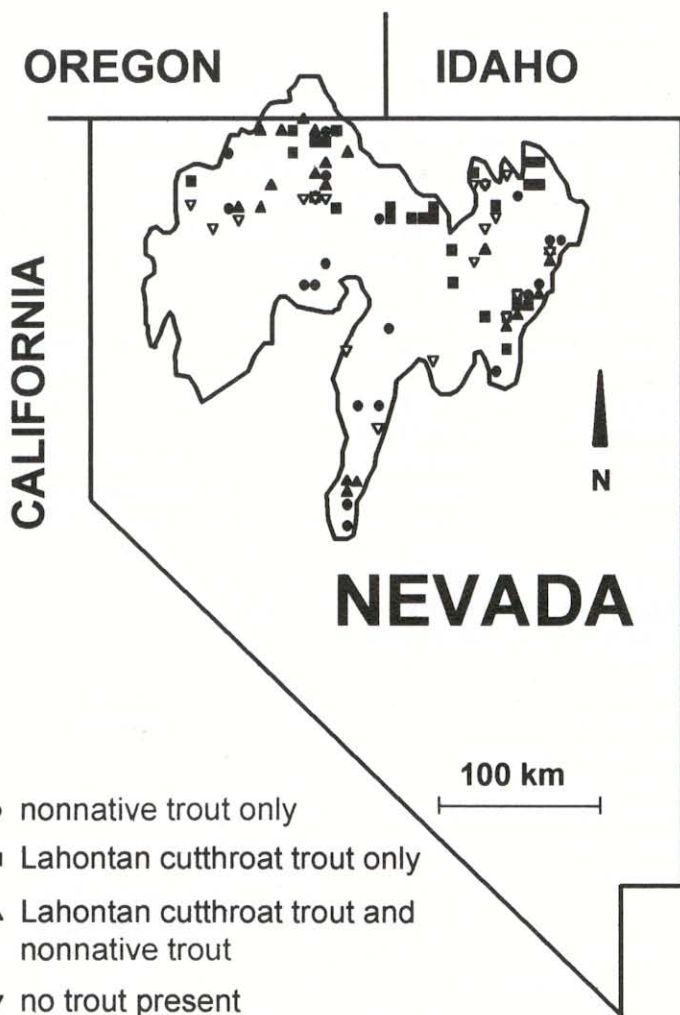 OREGON IDAHO
CALIFORNIA
N
NEVADA
100 km
nonnative trout only
Lahontan cutthroat trout only
Lahontan cutthroat trout and
nonnative trout
no trout present